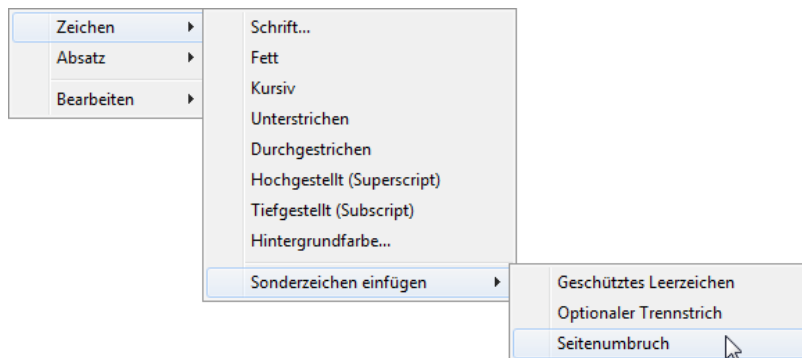 Zeichen
Absatz
Bearbeiten
Schrift...
Fett
Kursiv
Unterstrichen
Durchgestrichen
Hochgestellt (Superscript)
Tiefgestellt (Subscript)
Hintergrundfarbe...
Sonderzeichen einfügen
Geschütztes Leerzeichen
Optionaler Trennstrich
Seitenumbruch